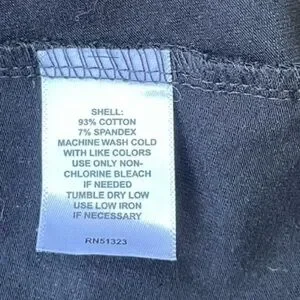 SHELL:
93% COTTON
7% SPANDEX
MACHINE WASH COLD
WITH LIKE COLORS
USE ONLY NON-
CHLORINE BLEACH
IF NEEDED
TUMBLE DRY LOW
USE LOW IRON
IF NECESSARY
RN51323